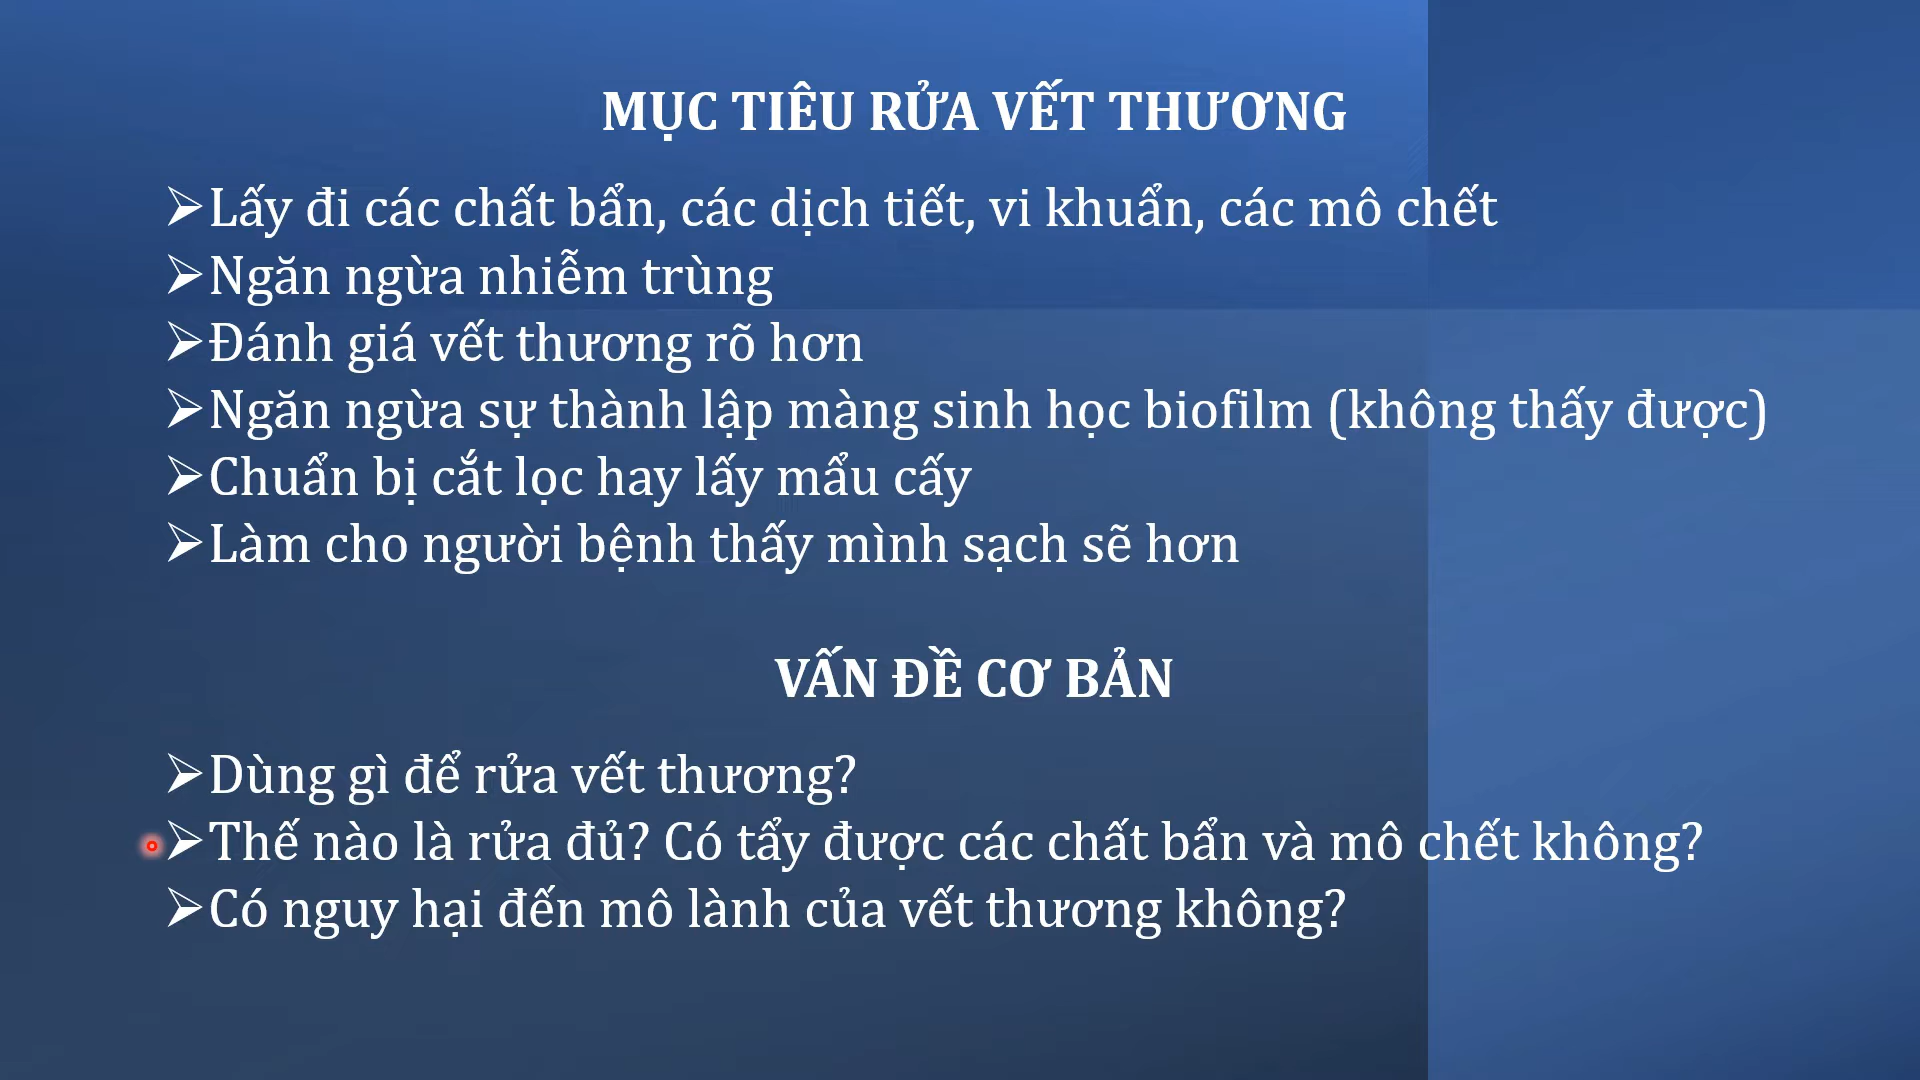 MỤC TIÊU RỬA VẾT THƯƠNG
➢Lấy đi các chất bẩn, các dịch tiết, vi khuẩn, các mô chết
➢Ngăn ngừa nhiễm trùng
➢Đánh giá vết thương rõ hơn
➢Ngăn ngừa sự thành lập màng sinh học biofilm (không thấy được)
➢Chuẩn bị cắt lọc hay lấy mẩu cấy
➢Làm cho người bệnh thấy mình sạch sẽ hơn
VẤN ĐỀ CƠ BẢN
➢Dùng gì để rửa vết thương?
➢Thế nào là rửa đủ? Có tẩy được các chất bẩn và mô chết không?
➢Có nguy hại đến mô lành của vết thương không?